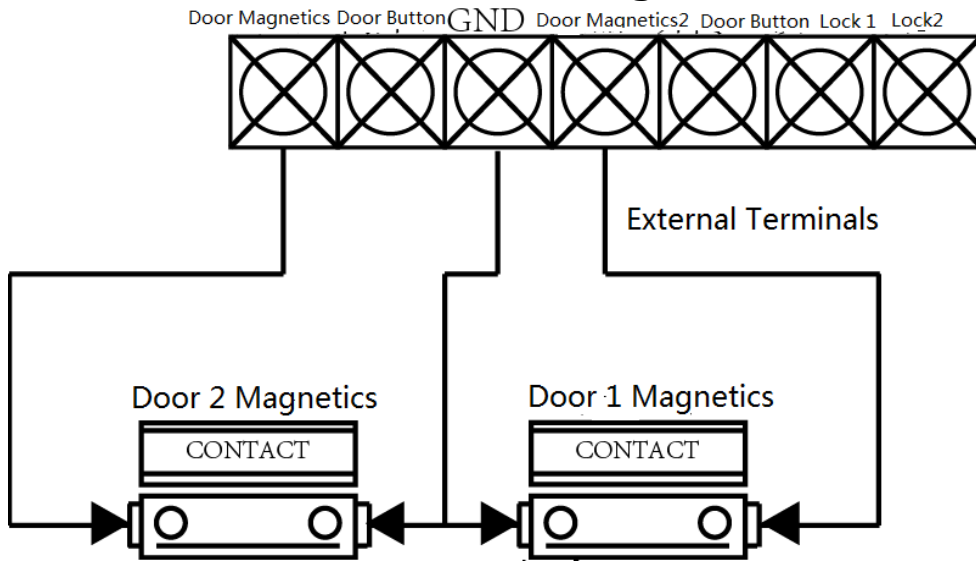 Door Magnetics Door Button GND Door Magnetics2 Door Button Lock 1 Lock2
External Terminals
Door 2 Magnetics Door 1 Magnetics
CONTACT CONTACT